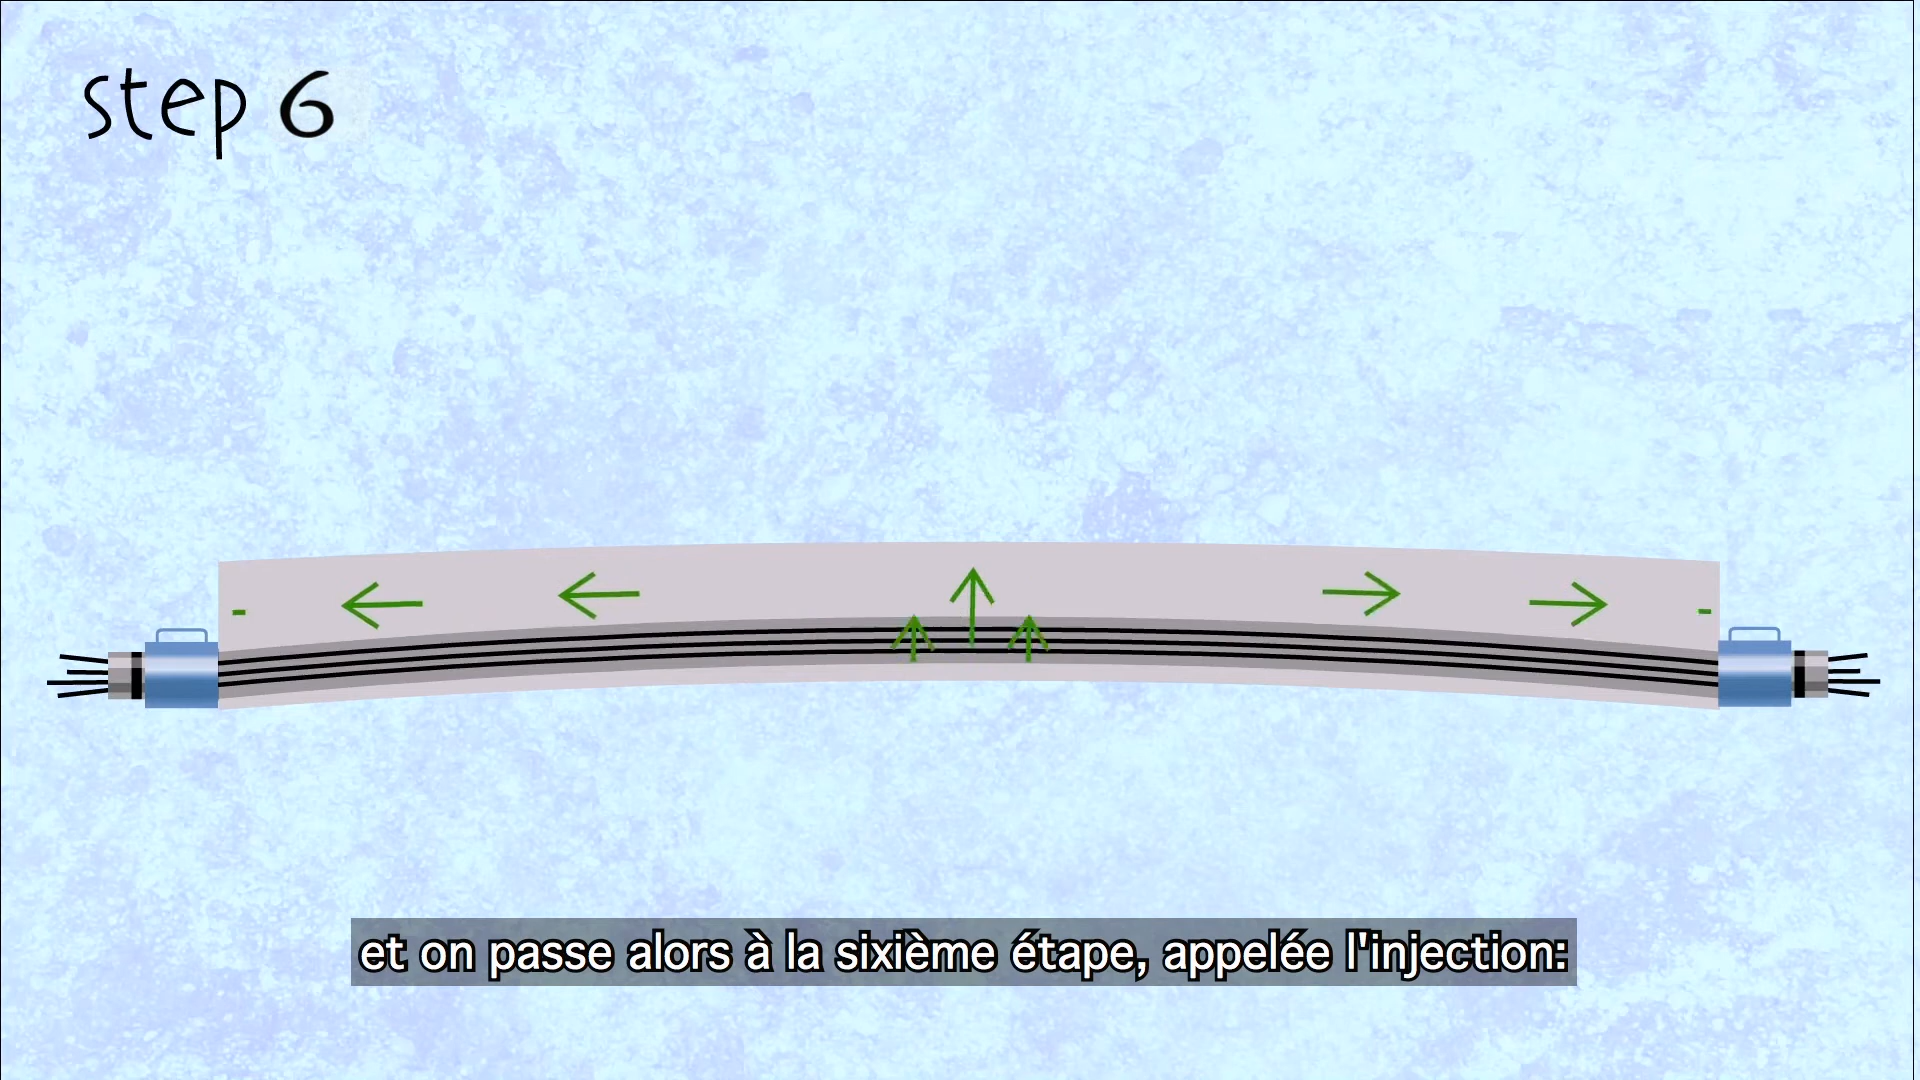 step 6
et on passe alors à la sixième étape, appelée l'injection: